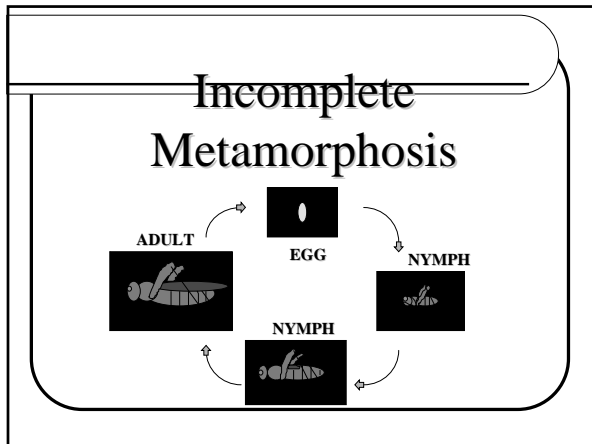 Incomplete
Metamorphosis
EGG
NYMPH
NYMPH
ADULT